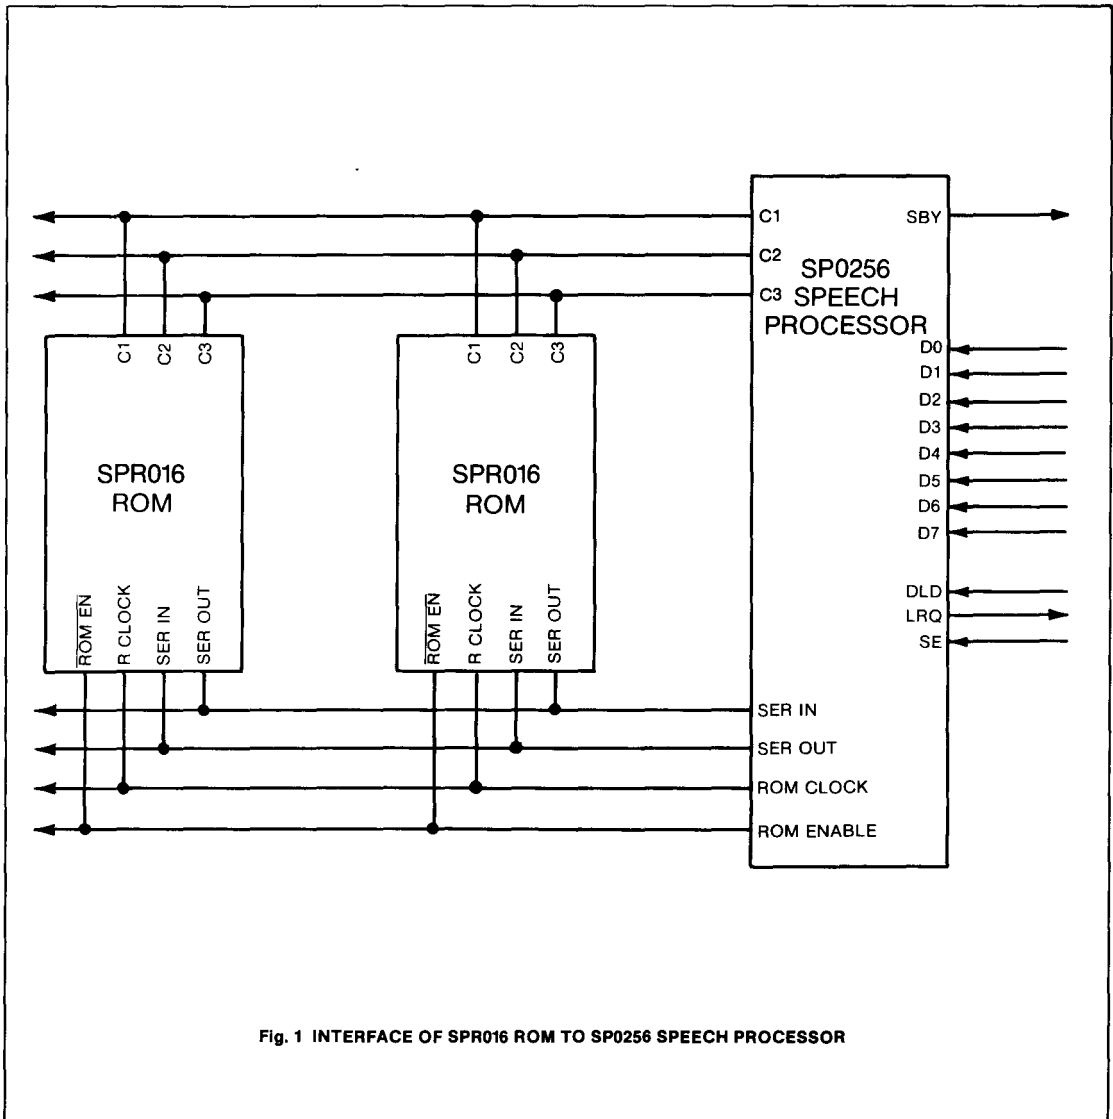 C1
SBY
C2
C3
SP0256
SPEECH
PROCESSOR
C1
C2
C3
C1
C2
C3
D0
D1
D2
D3
D4
D5
D6
D7
SPR016
ROM
SPR016
ROM
ROM EN
R CLOCK
SER IN
SER OUT
ROM EN
R CLOCK
SER IN
SER OUT
DLD
LRQ
SE
SER IN
SER OUT
ROM CLOCK
ROM ENABLE
Fig. 1 INTERFACE OF SPR016 ROM TO SP0256 SPEECH PROCESSOR